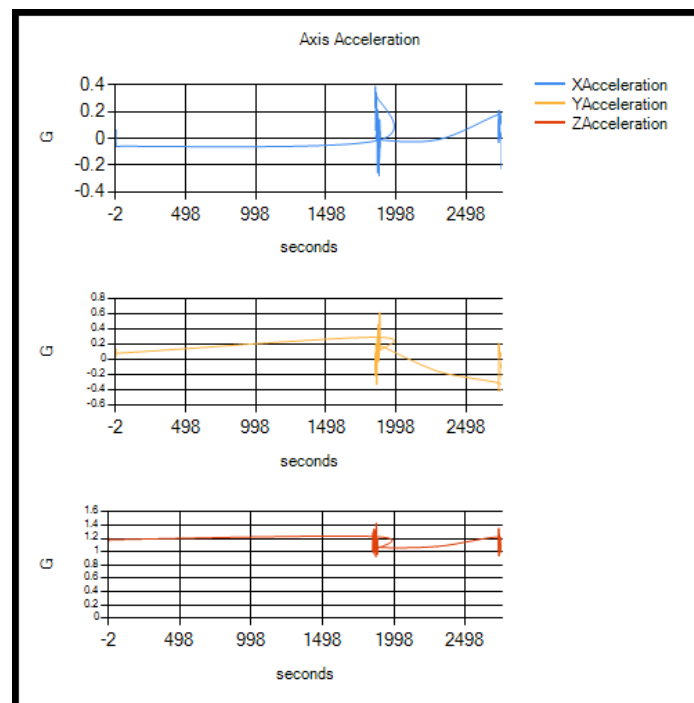 Axis Acceleration
XAcceleration
YAcceleration
ZAcceleration
G
0.4
0.2
0
-0.2
-0.4
-2 498 998 1498 1998 2498
seconds
G
0.8
0.6
0.4
0.2
0
-0.2
-0.4
-0.6
-2 498 998 1498 1998 2498
seconds
G
1.6
1.4
1.2
1
0.8
0.6
0.4
0.2
0
-2 498 998 1498 1998 2498
seconds